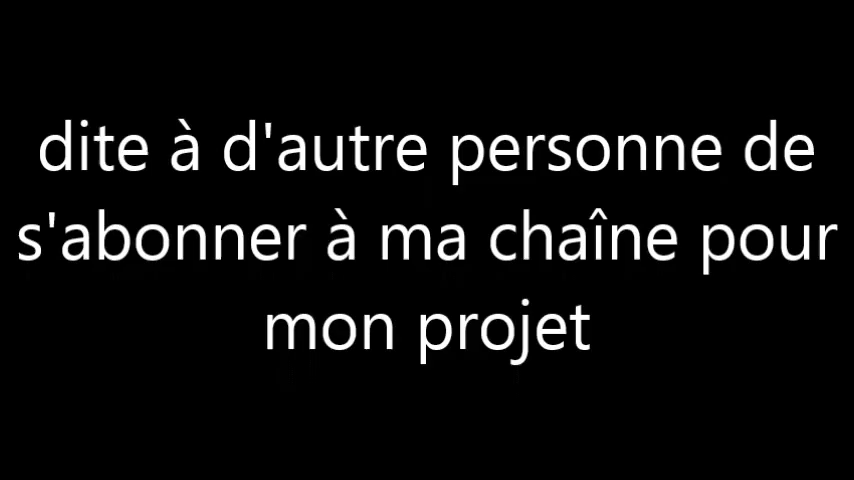 dite à d'autre personne de
s'abonner à ma chaîne pour
mon projet